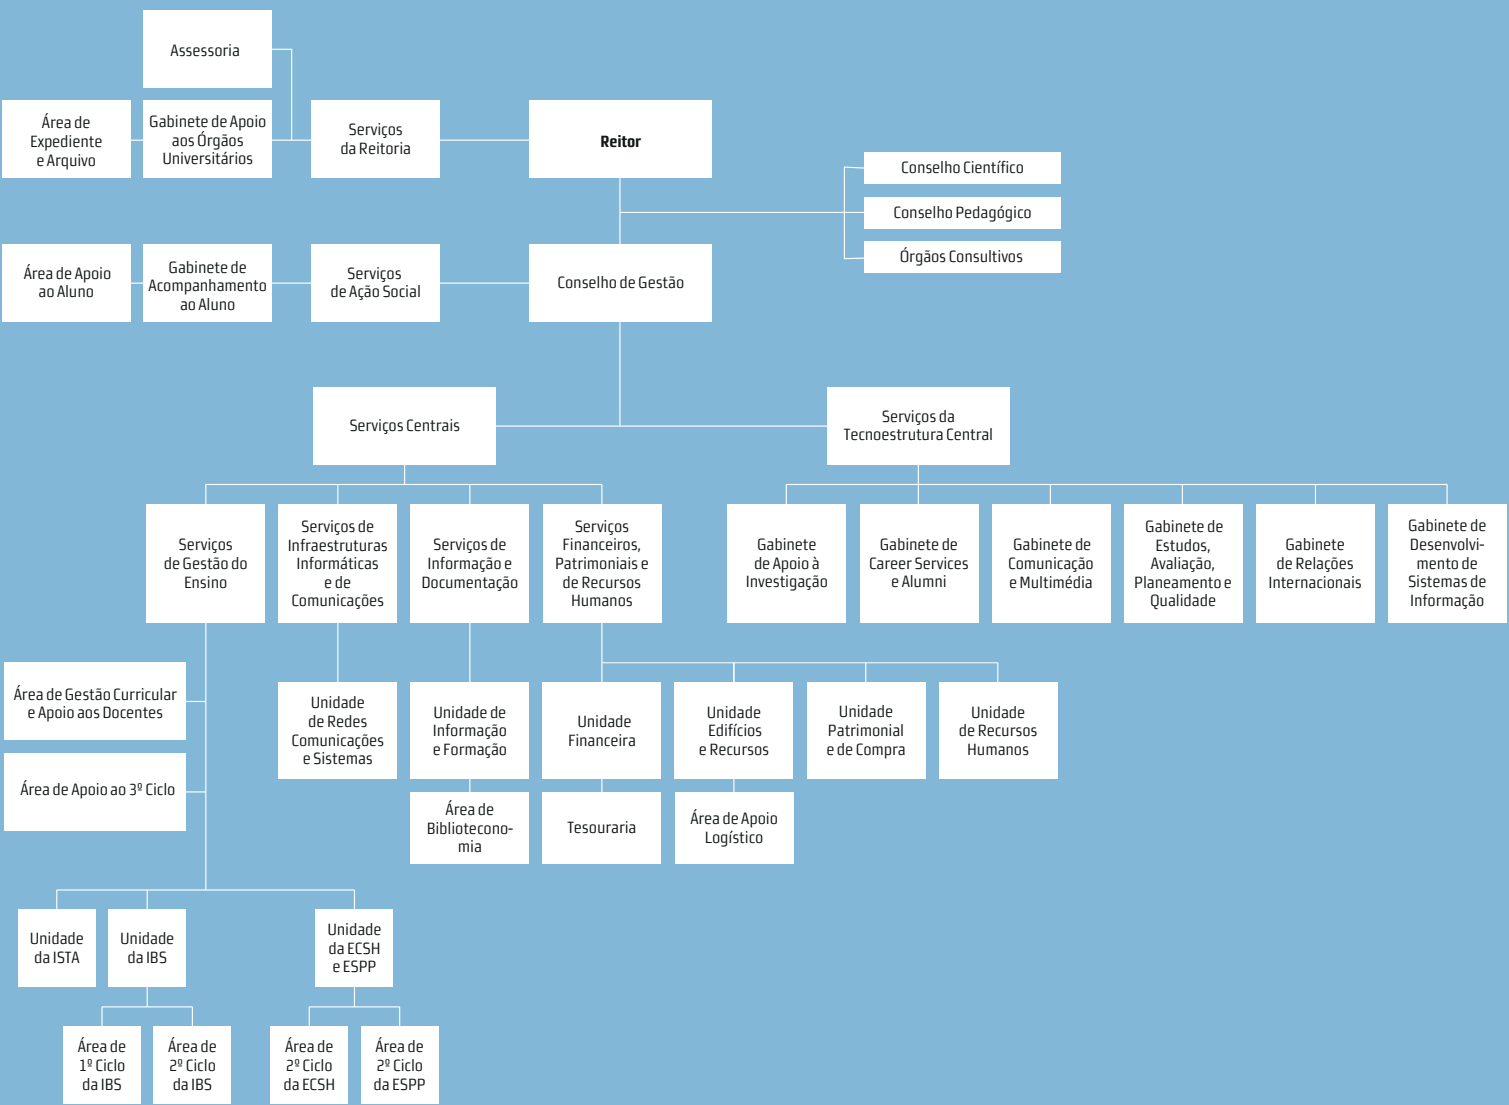 Assessoria
Área de
Expediente
e Arquivo
Gabinete de Apoio
aos Órgãos
Universitários
Serviços
da Reitoria
Reitor
Conselho Científico
Conselho Pedagógico
Órgãos Consultivos
Área de Apoio
ao Aluno
Gabinete de
Acompanhamento
ao Aluno
Serviços
de Ação Social
Conselho de Gestão
Serviços Centrais
Serviços da
Tecnoestrutura Central
Serviços
de Gestão do
Ensino
Serviços de
Infraestruturas
Informáticas
e de
Comunicações
Serviços de
Informação e
Documentação
Serviços
Financeiros,
Patrimoniais e
de Recursos
Humanos
Gabinete
de Apoio à
Investigação
Gabinete de
Career Services
e Alumni
Gabinete de
Comunicação
e Multimédia
Gabinete de
Estudos,
Avaliação,
Planeamento e
Qualidade
Gabinete
de Relações
Internacionais
Gabinete de
Desenvolvi-
mento de
Sistemas de
Informação
Área de Gestão Curricular
e Apoio aos Docentes
Área de Apoio ao 3º Ciclo
Unidade
de Redes
Comunicações
e Sistemas
Unidade de
Informação
e Formação
Unidade
Financeira
Unidade
Edifícios
e Recursos
Unidade
Patrimonial
e de Compra
Unidade
de Recursos
Humanos
Área de
Bibliotecono-
mia
Tesouraria
Área de Apoio
Logístico
Unidade
da ISTA
Unidade
da IBS
Unidade
da ECSH
e ESPP
Área de
1º Ciclo
da IBS
Área de
2º Ciclo
da IBS
Área de
2º Ciclo
da ECSH
Área de
2º Ciclo
da ESPP